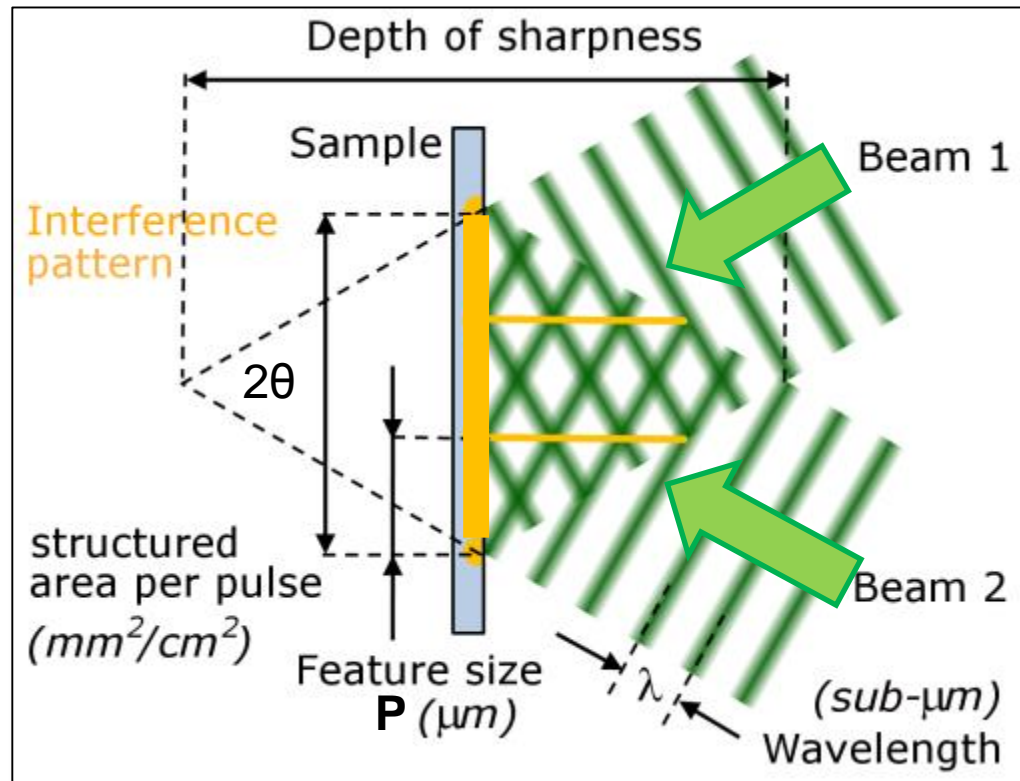 Depth of sharpness
Sample
Beam 1
Interference
pattern
2θ
structured
area per pulse
(mm²/cm²)
Beam 2
Feature size
P (μm)
λ
(sub-μm)
Wavelength